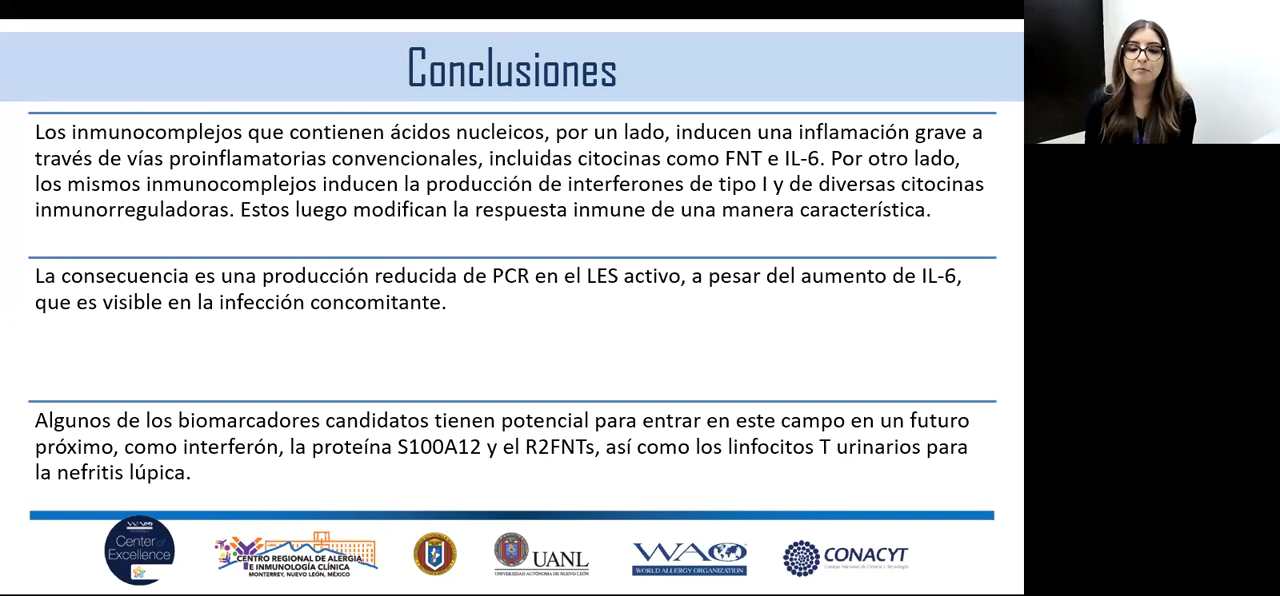 Conclusiones
Los inmunocomplejos que contienen ácidos nucleicos, por un lado, inducen una inflamación grave a
través de vías proinflamatorias convencionales, incluidas citocinas como FNT e IL-6. Por otro lado,
los mismos inmunocomplejos inducen la producción de interferones de tipo I y de diversas citocinas
inmunorreguladoras. Estos luego modifican la respuesta inmune de una manera característica.
La consecuencia es una producción reducida de PCR en el LES activo, a pesar del aumento de IL-6,
que es visible en la infección concomitante.
Algunos de los biomarcadores candidatos tienen potencial para entrar en este campo en un futuro
próximo, como interferón, la proteína S100A12 y el R2FNTs, así como los linfocitos T urinarios para
la nefritis lúpica.
WAO
Center of
Excellence
CENTRO REGIONAL DE ALERGIA
E INMUNOLOGÍA CLÍNICA
MONTERREY, NUEVO LEÓN, MÉXICO
UANL
UNIVERSIDAD AUTÓNOMA DE NUEVO LEÓN
WAO
WORLD ALLERGY ORGANIZATION
CONACYT
Consejo Nacional de Ciencia y Tecnología